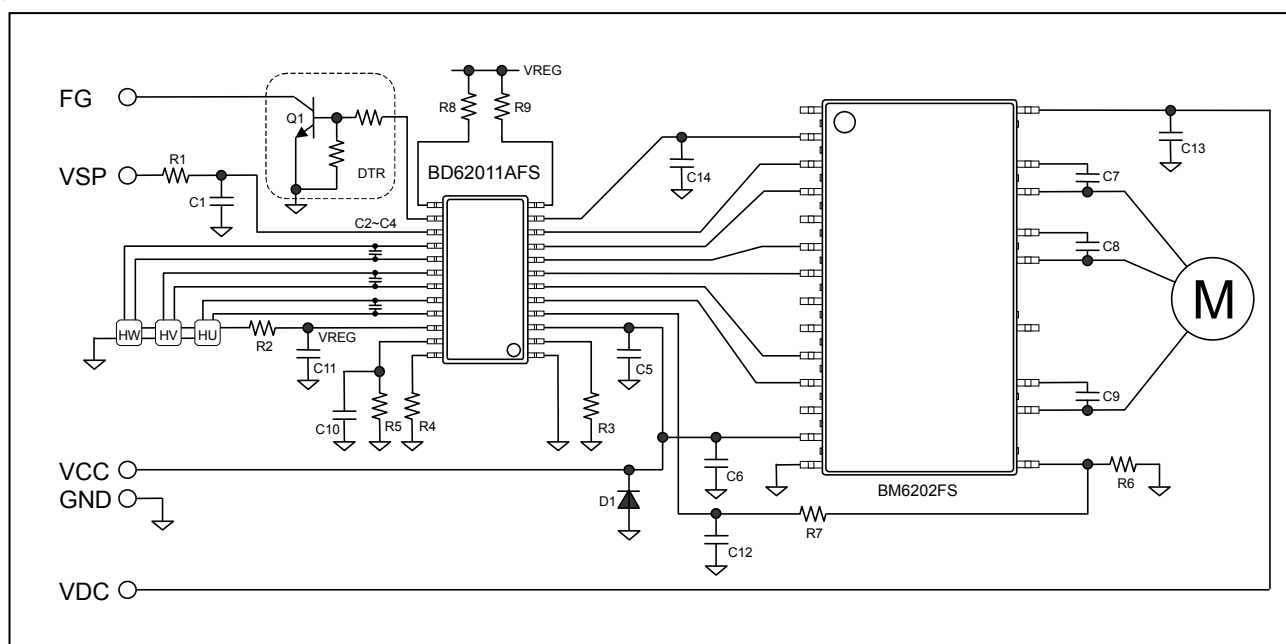 VREG
FG
R8
R9
Q1
DTR
VSP
R1
C1
BD62011AFS
C14
C13
C7
C2~C4
C8
M
HW
HV
HU
R2
VREG
C11
C5
C9
C10
R5
R4
R3
VCC
GND
D1
C6
BM6202FS
R6
R7
C12
VDC